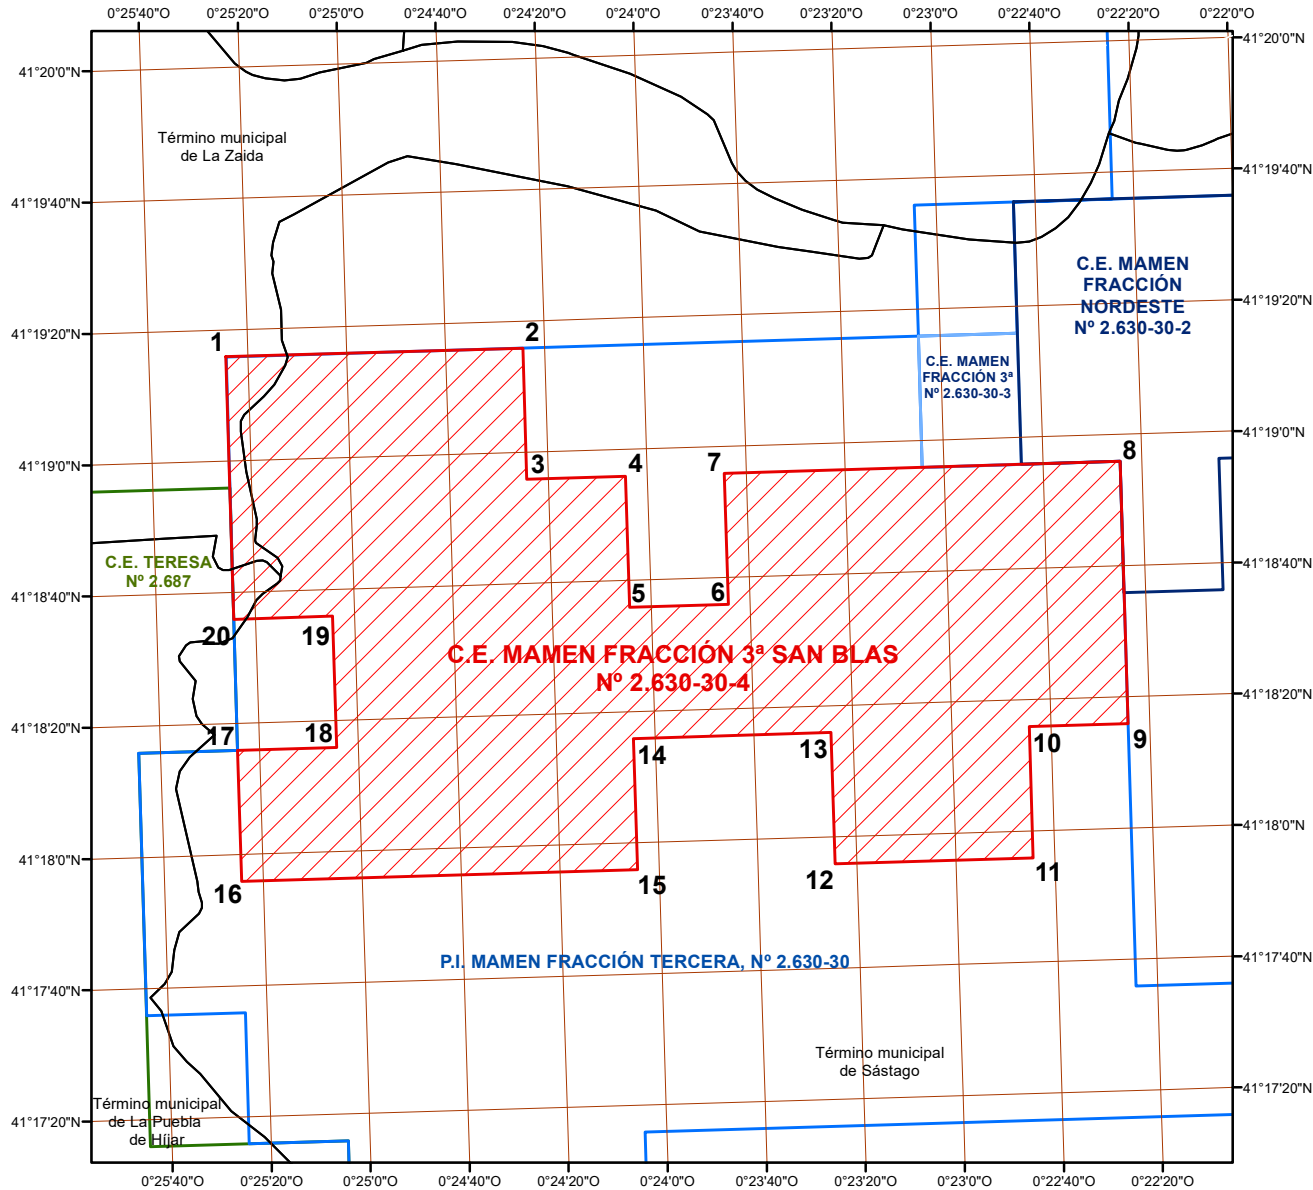 0°25'40"O 0°25'20"O 0°25'0"O 0°24'40"O 0°24'20"O 0°24'0"O 0°23'40"O 0°23'20"O 0°23'0"O 0°22'40"O 0°22'20"O 0°22'0"O
41°20'0"N
41°20'0"N
Término municipal
de La Zaida
41°19'40"N
41°19'40"N
C.E. MAMEN
FRACCIÓN
NORDESTE
Nº 2.630-30-2
41°19'20"N
41°19'20"N
1
2
C.E. MAMEN
FRACCIÓN 3ª
Nº 2.630-30-3
41°19'0"N
41°19'0"N
3
4
7
8
C.E. TERESA
Nº 2.687
41°18'40"N
41°18'40"N
5
6
20
19
C.E. MAMEN FRACCIÓN 3ª SAN BLAS
Nº 2.630-30-4
41°18'20"N
41°18'20"N
17
18
14
13
10
9
41°18'0"N
41°18'0"N
16
15
12
11
P.I. MAMEN FRACCIÓN TERCERA, Nº 2.630-30
41°17'40"N
41°17'40"N
Término municipal
de Sástago
41°17'20"N
41°17'20"N
Término municipal
de La Puebla
de Híjar
0°25'40"O 0°25'20"O 0°25'0"O 0°24'40"O 0°24'20"O 0°24'0"O 0°23'40"O 0°23'20"O 0°23'0"O 0°22'40"O 0°22'20"O